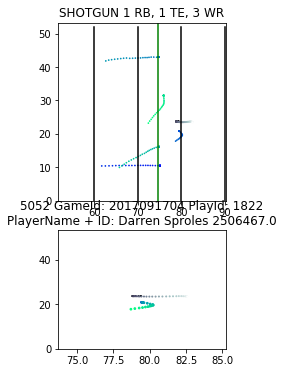 SHOTGUN 1 RB, 1 TE, 3 WR
50
40
30
20
10
0
60 70 80 90
5052 GameId: 2017091704 PlayId: 1822
PlayerName + ID: Darren Sproles 2506467.0
40
20
0
75.0 77.5 80.0 82.5 85.0